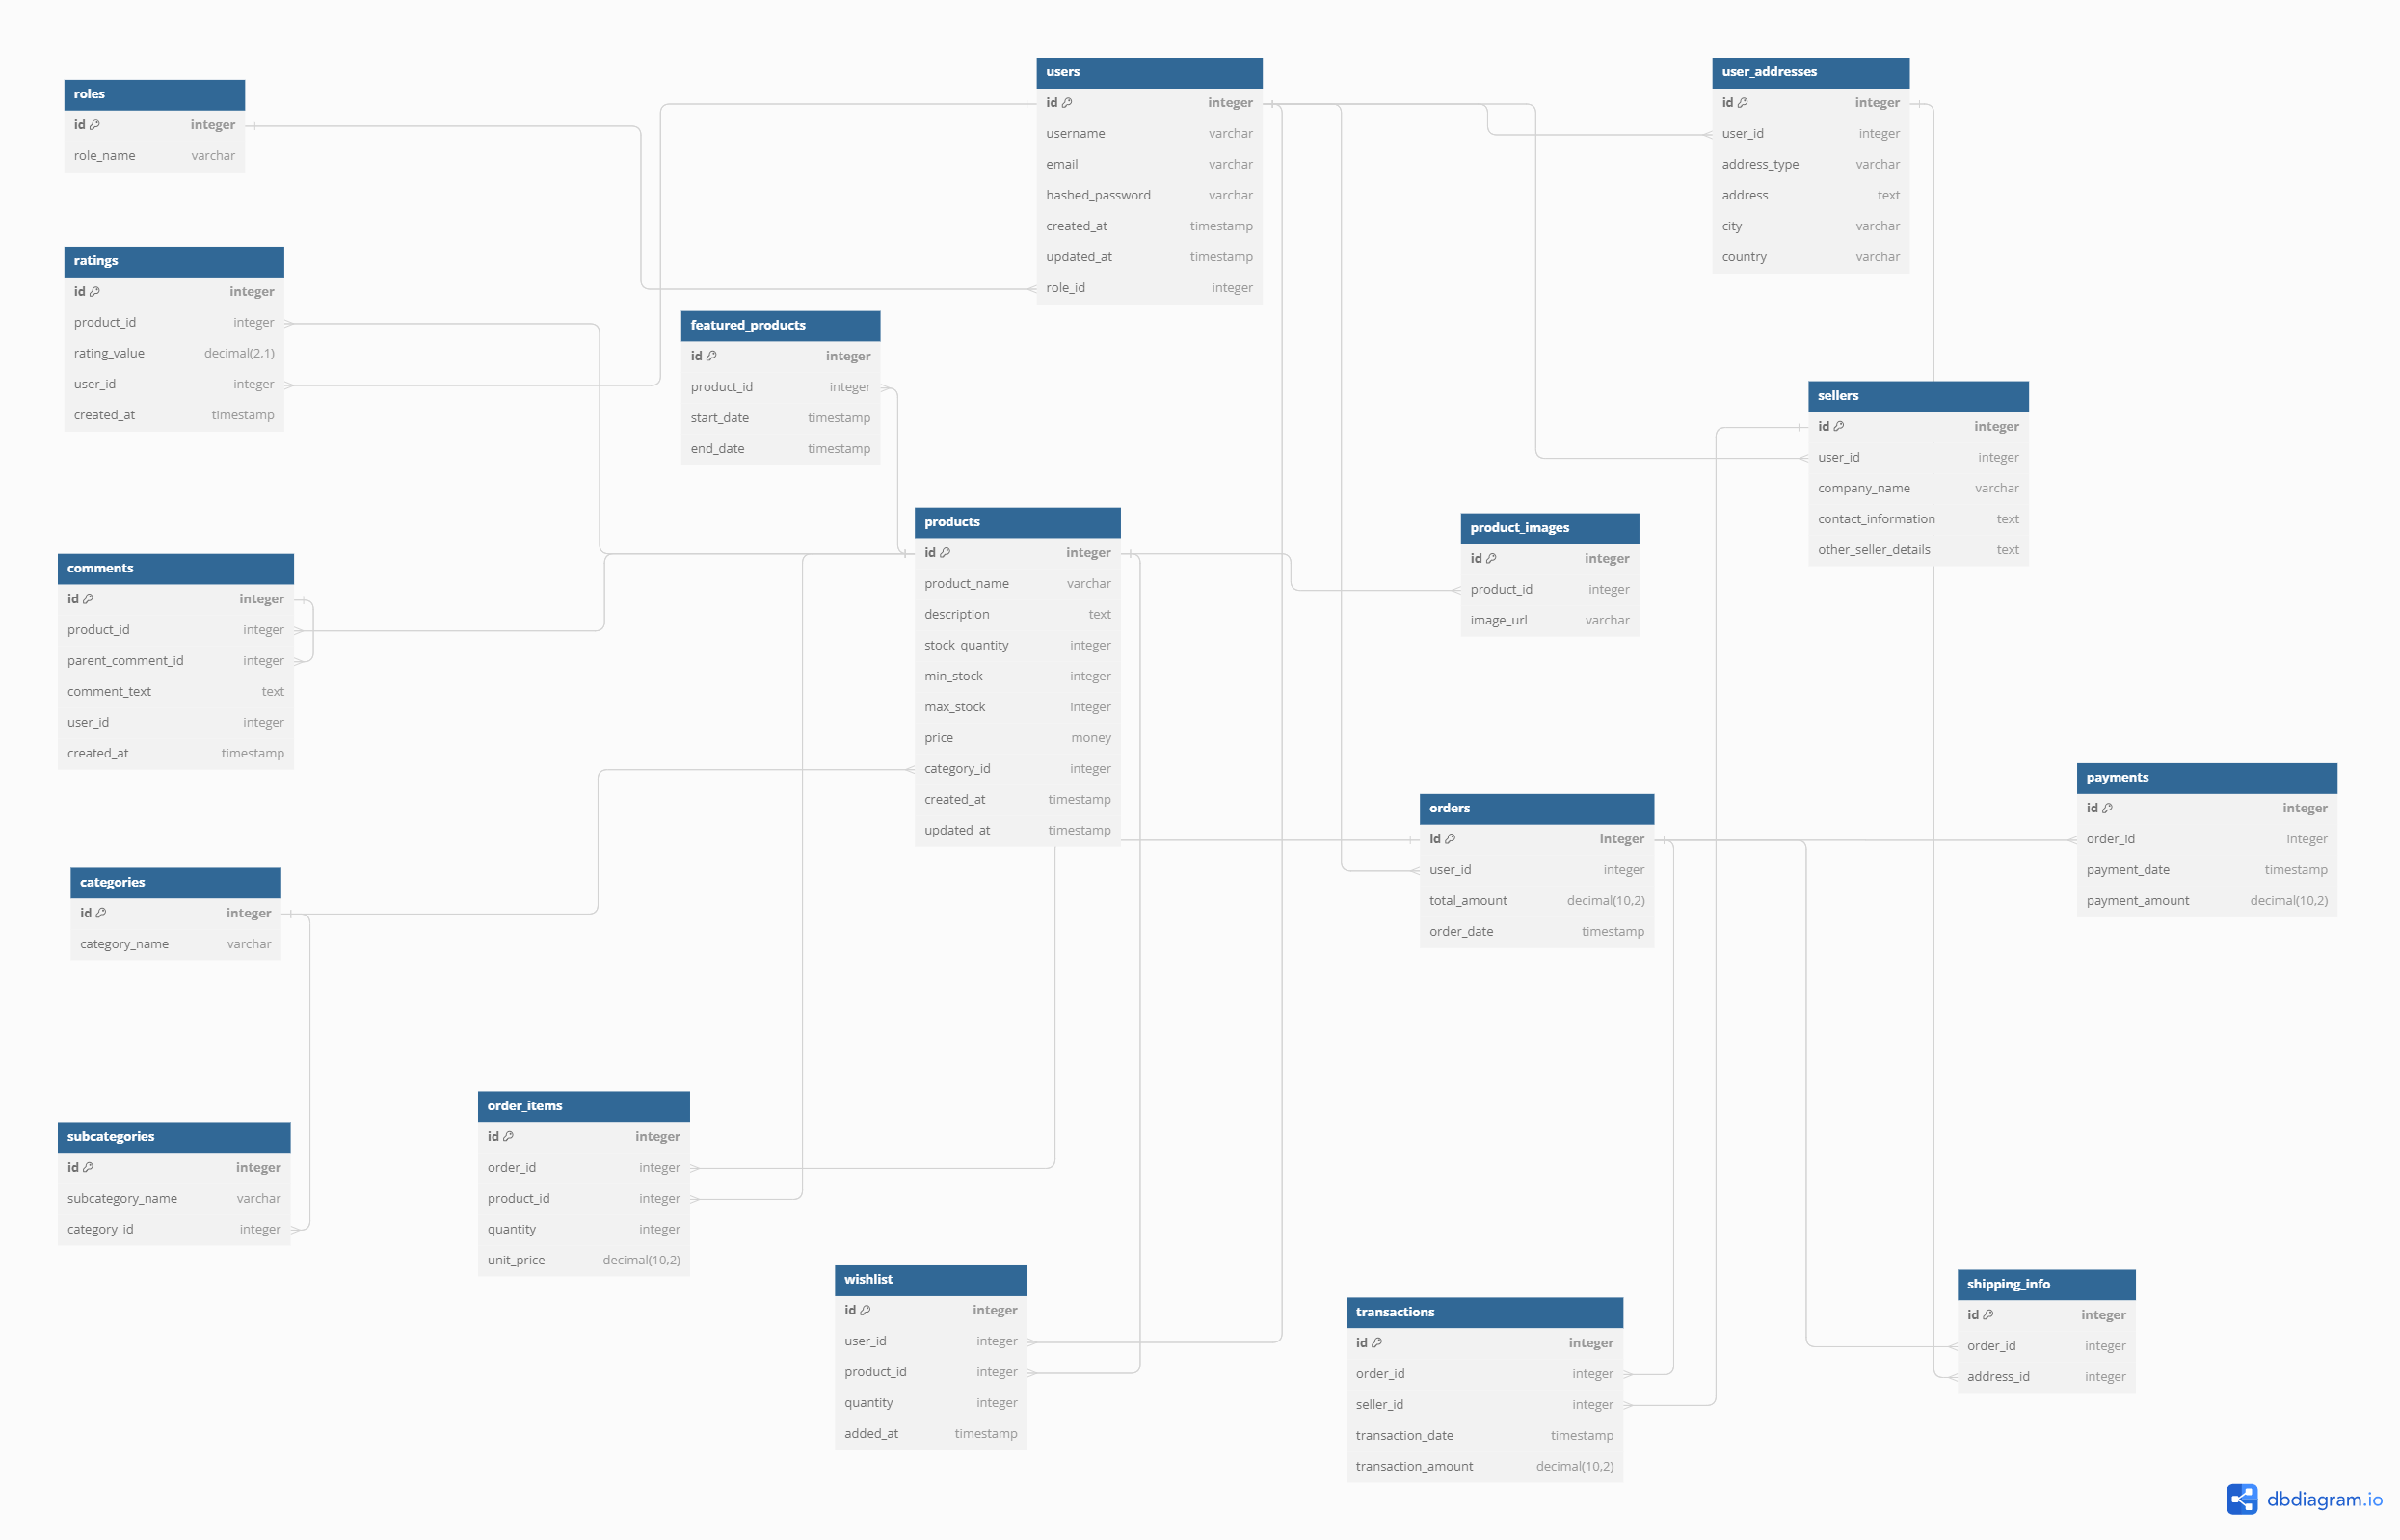 roles
id integer
role_name varchar
users
id integer
username varchar
email varchar
hashed_password varchar
created_at timestamp
updated_at timestamp
role_id integer
user_addresses
id integer
user_id integer
address_type varchar
address text
city varchar
country varchar
ratings
id integer
product_id integer
rating_value decimal(2,1)
user_id integer
created_at timestamp
featured_products
id integer
product_id integer
start_date timestamp
end_date timestamp
sellers
id integer
user_id integer
company_name varchar
contact_information text
other_seller_details text
products
id integer
product_name varchar
description text
stock_quantity integer
min_stock integer
max_stock integer
price money
category_id integer
created_at timestamp
updated_at timestamp
product_images
id integer
product_id integer
image_url varchar
comments
id integer
product_id integer
parent_comment_id integer
comment_text text
user_id integer
created_at timestamp
payments
id integer
order_id integer
payment_date timestamp
payment_amount decimal(10,2)
orders
id integer
user_id integer
total_amount decimal(10,2)
order_date timestamp
categories
id integer
category_name varchar
order_items
id integer
order_id integer
product_id integer
quantity integer
unit_price decimal(10,2)
subcategories
id integer
subcategory_name varchar
category_id integer
wishlist
id integer
user_id integer
product_id integer
quantity integer
added_at timestamp
transactions
id integer
order_id integer
seller_id integer
transaction_date timestamp
transaction_amount decimal(10,2)
shipping_info
id integer
order_id integer
address_id integer
dbdiagram.io